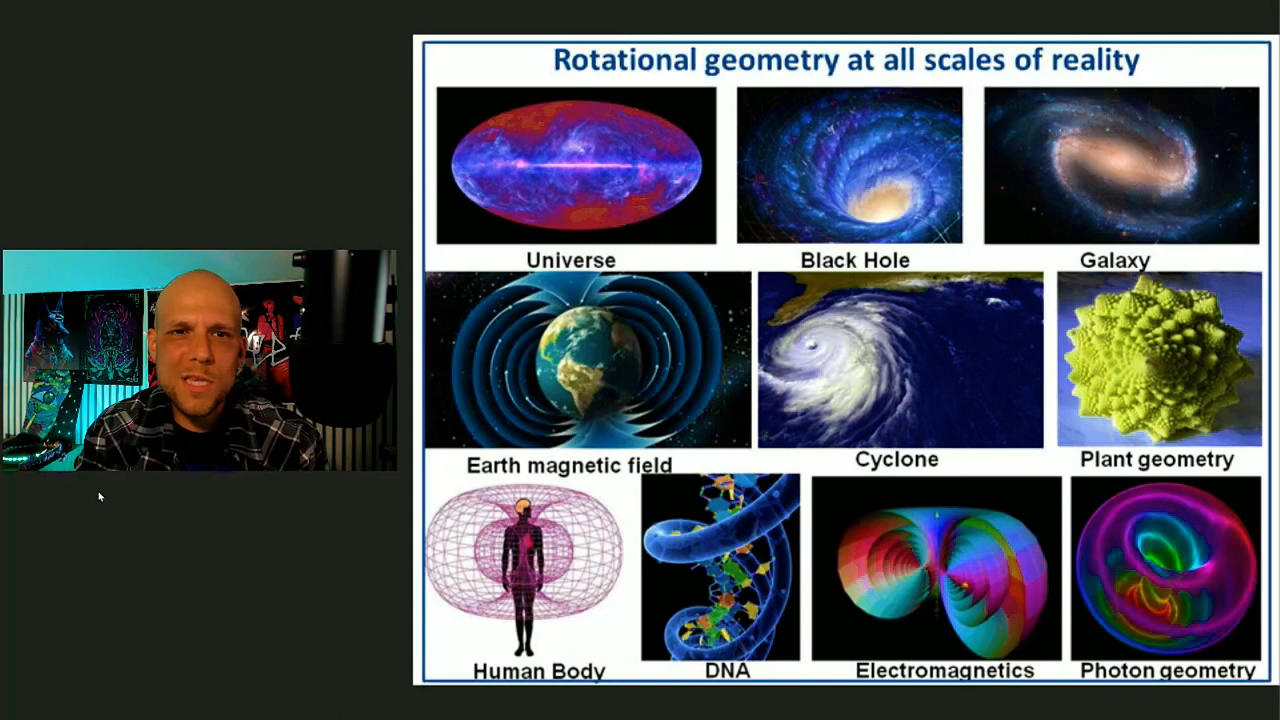 Rotational geometry at all scales of reality
Universe
Black Hole
Galaxy
Earth magnetic field
Cyclone
Plant geometry
Human Body
DNA
Electromagnetics
Photon geometry